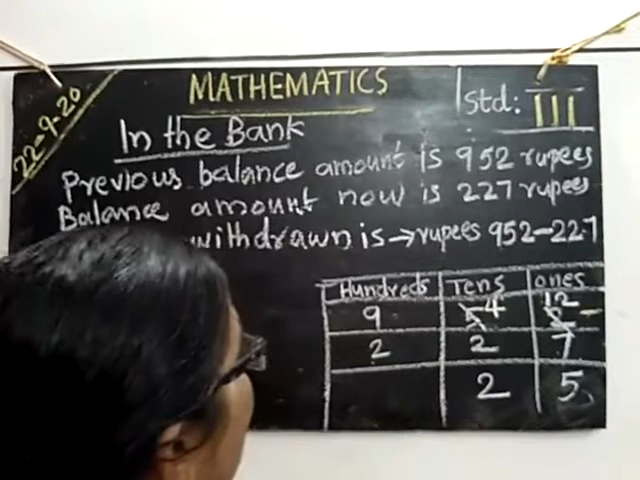 22-9-20
MATHEMATICS
Std: III
In the Bank
Previous balance amount is 952 rupees
Balance amount now is 227 rupees
withdrawn is → rupees 952-227
Hundreds Tens Ones
9 5 4 12 2
2 2 7
2 5